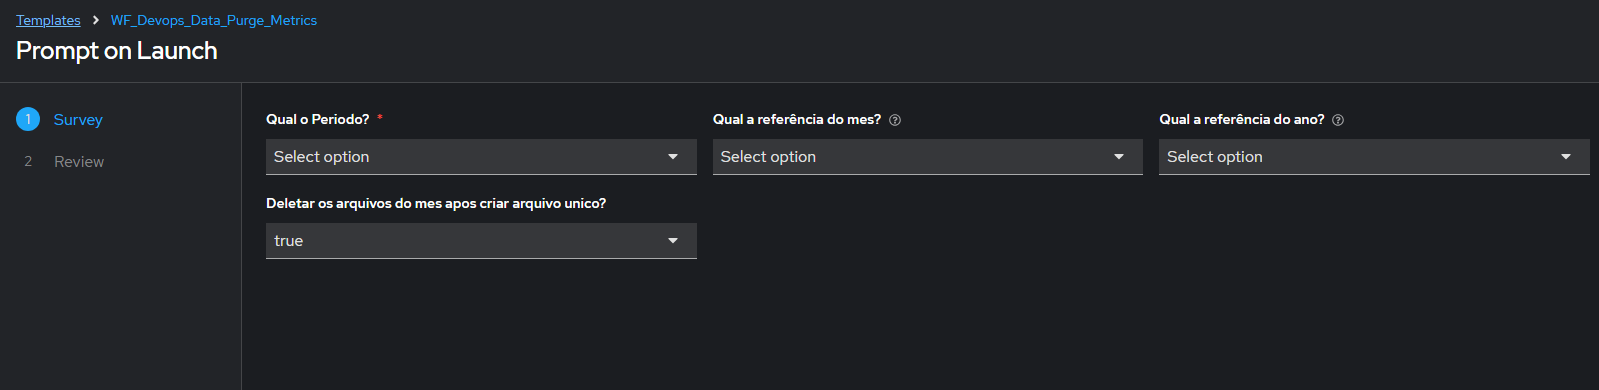 Templates > WF_Devops_Data_Purge_Metrics
Prompt on Launch
1 Survey
2 Review
Qual o Periodo? * Qual a referência do mes? ? Qual a referência do ano? ?
Select option Select option Select option
Deletar os arquivos do mes apos criar arquivo unico?
true